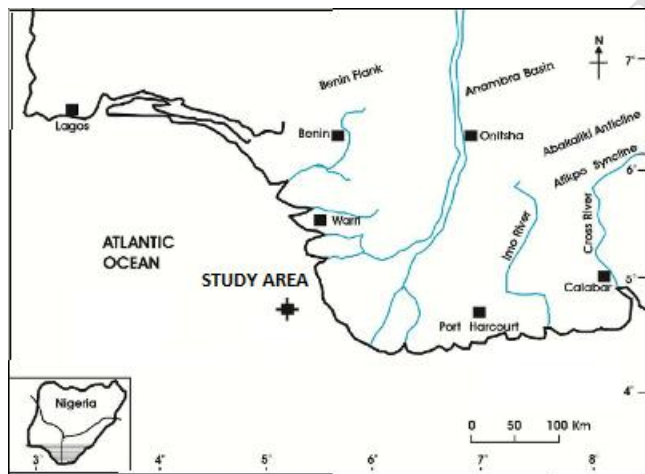 N
7°
Benin Flank
Anambra Basin
Lagos
Benin
Onitsha
Abakaliki Anticline
Afikpo Syncline
6°
Warri
ATLANTIC
OCEAN
Imo River
Cross River
STUDY AREA
5°
Calabar
Port Harcourt
4°
Nigeria
0 50 100 Km
3° 4° 5° 6° 7° 8°